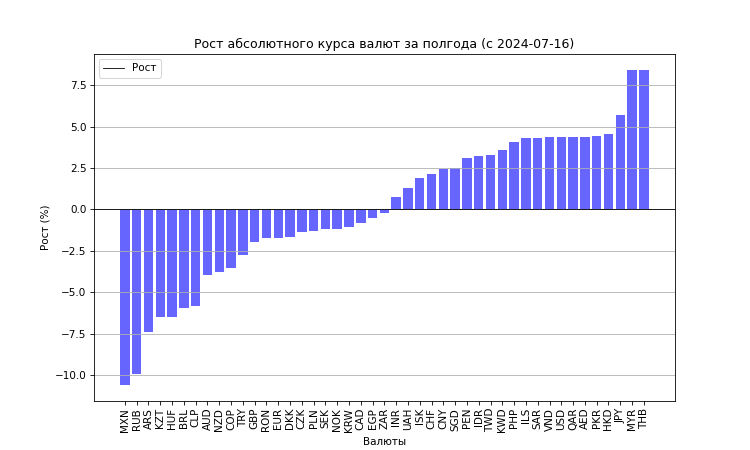 Рост абсолютного курса валют за полгода (с 2024-07-16)
Рост
7.5
5.0
2.5
0.0
−2.5
−5.0
−7.5
−10.0
Рост (%)
MXN RUB ARS KZT HUF BRL CLP AUD NZD COP TRY GBP RON EUR DKK CZK PLN SEK NOK KRW CAD EGP ZAR INR UAH ISK CHF CNY SGD PEN IDR TWD KWD PHP ILS SAR VND USD QAR AED PKR HKD JPY MYR THB
Валюты